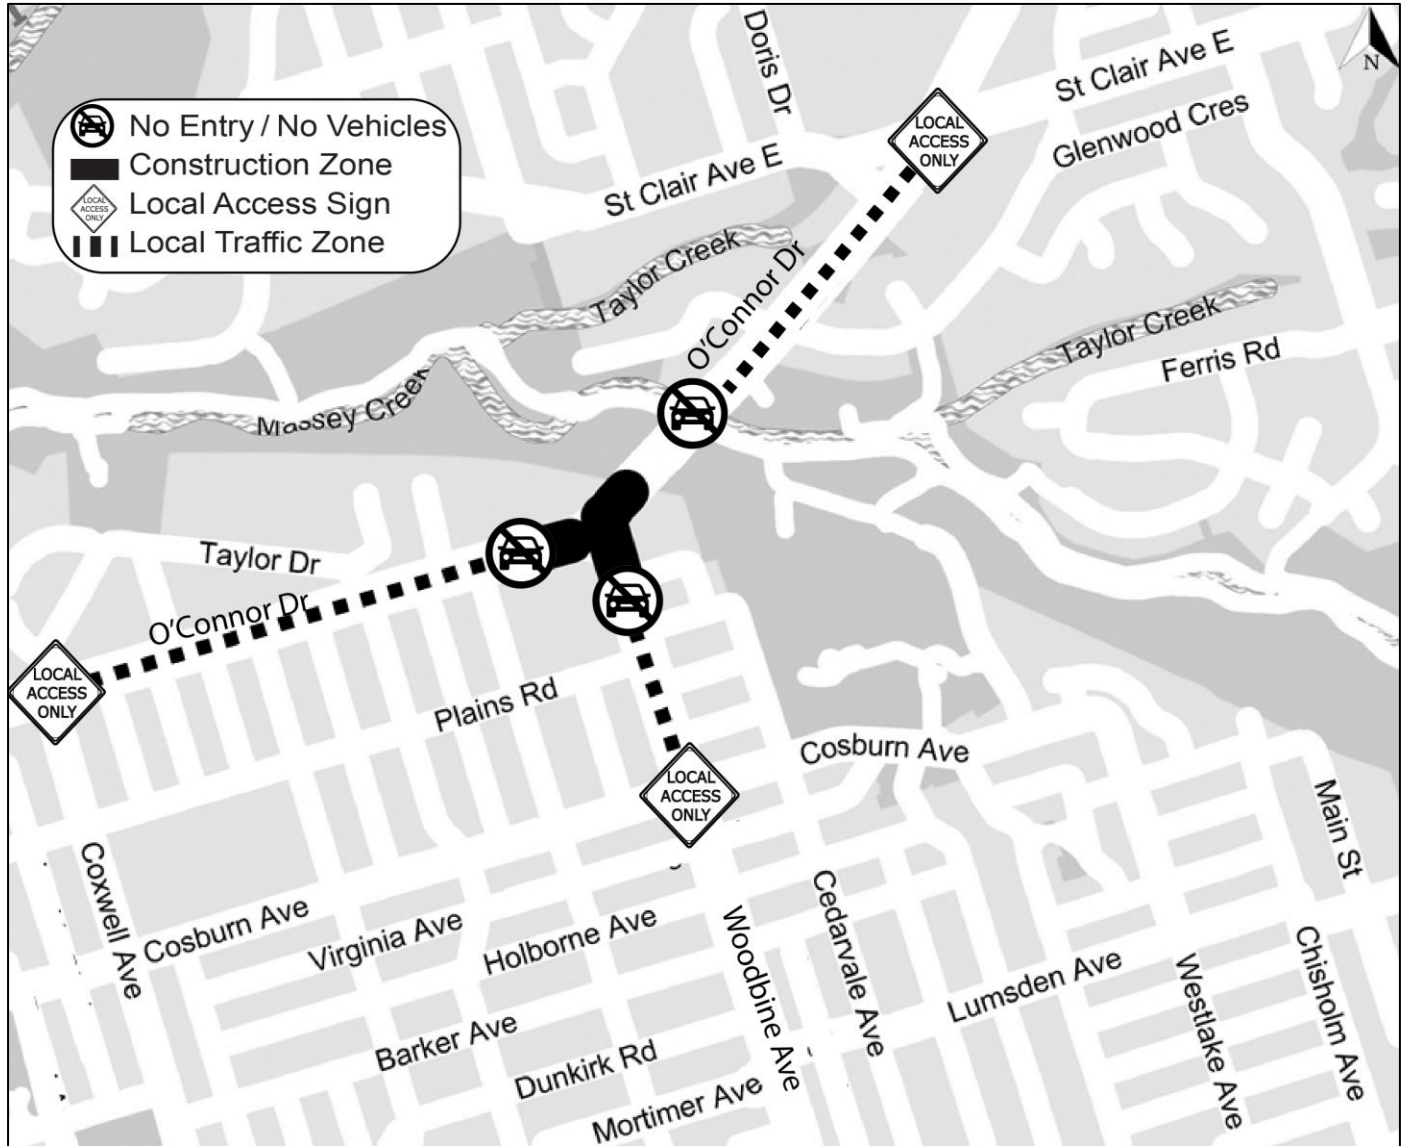 Doris Dr
St Clair Ave E
N
LOCAL
ACCESS
ONLY
Glenwood Cres
No Entry / No Vehicles
Construction Zone
LOCAL
ACCESS
ONLY
Local Access Sign
Local Traffic Zone
St Clair Ave E
Taylor Creek
O'Connor Dr
Taylor Creek
Ferris Rd
Massey Creek
Taylor Dr
O'Connor Dr
LOCAL
ACCESS
ONLY
Plains Rd
Cosburn Ave
LOCAL
ACCESS
ONLY
Main St
Coxwell Ave
Cosburn Ave
Virginia Ave
Holborne Ave
Woodbine Ave
Cedarvale Ave
Lumsden Ave
Westlake Ave
Chisholm Ave
Barker Ave
Dunkirk Rd
Mortimer Ave